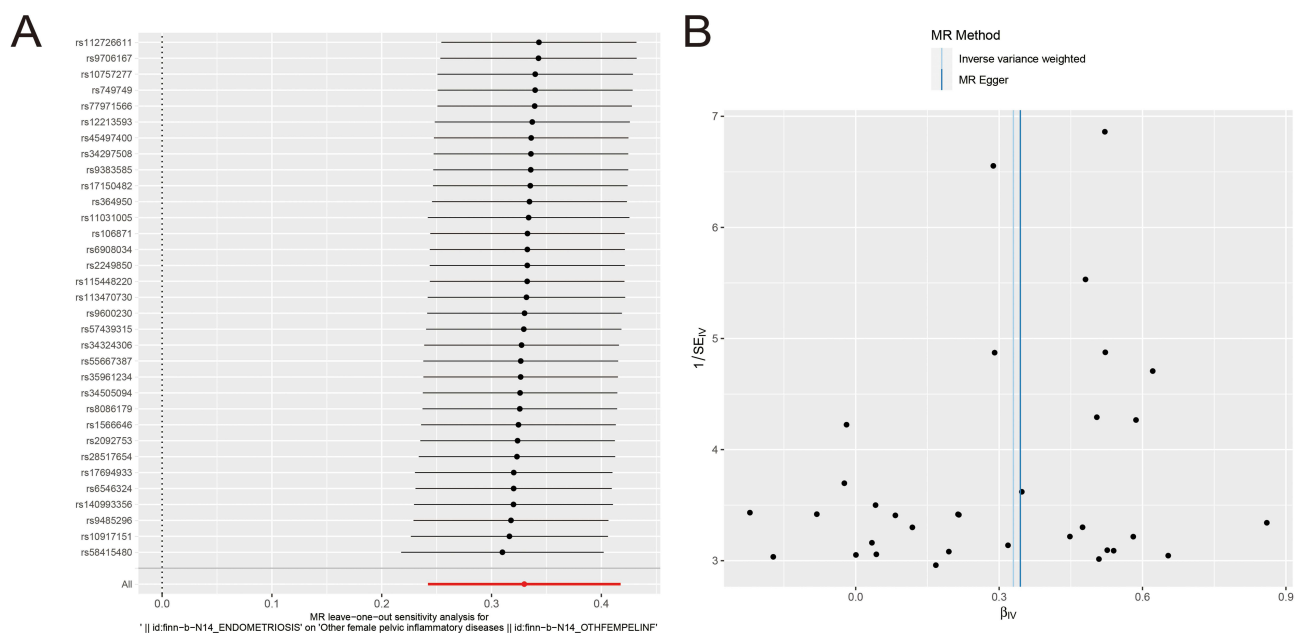 A
rs112726611
rs9706167
rs10757277
rs749749
rs77971566
rs12213593
rs45497400
rs34297508
rs9383585
rs17150482
rs364950
rs11031005
rs106871
rs6908034
rs2249850
rs115448220
rs113470730
rs9600230
rs57439315
rs34324306
rs55667387
rs35961234
rs34505094
rs8086179
rs1566646
rs2092753
rs28517654
rs17694933
rs6546324
rs140993356
rs9485296
rs10917151
rs58415480
All
0.0 0.1 0.2 0.3 0.4
MR leave−one−out sensitivity analysis for
' || id:finn−b−N14_ENDOMETRIOSIS' on 'Other female pelvic inflammatory diseases || id:finn−b−N14_OTHFEMPELINF'
B
MR Method
Inverse variance weighted
MR Egger
7
6
5
4
3
1/SE_IV
0.0 0.3 0.6 0.9
β_IV